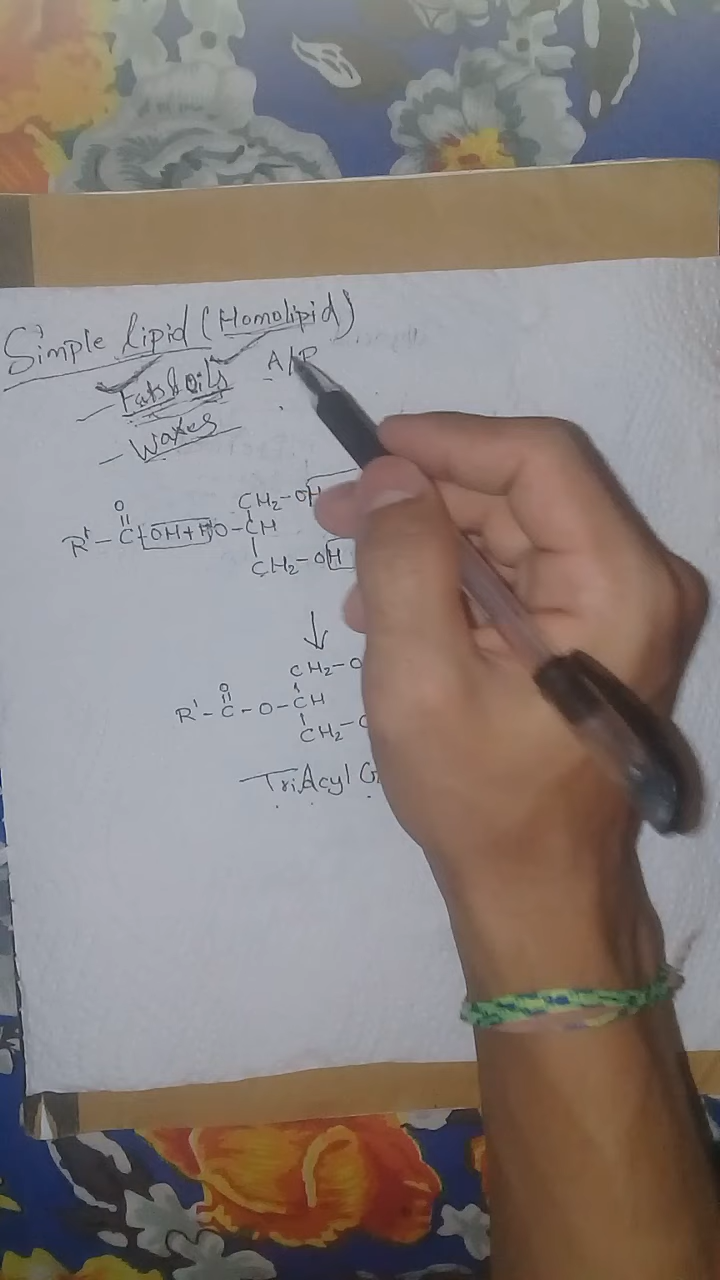 Simple Lipid (Homolipid)
- Fats & oils A/P
- Waxes
O CH₂-OH
R'-C-OH+HO-CH
CH₂-OH
↓
CH₂-O
O
R'-C-O-CH
CH₂-
TriAcyl